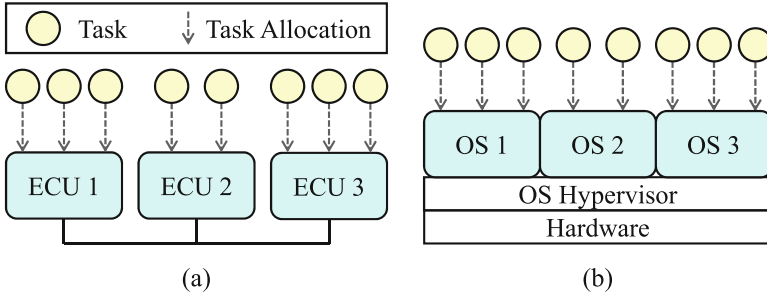 Task Task Allocation
ECU 1 ECU 2 ECU 3
(a)
OS 1 OS 2 OS 3
OS Hypervisor
Hardware
(b)